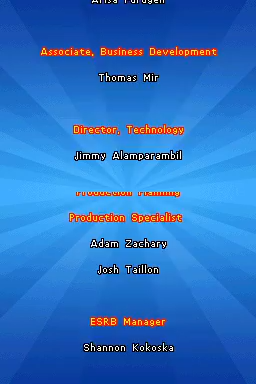 Associate, Business Development
Thomas Mir
Director, Technology
Jimmy Alamparambil
Production Specialist
Adam Zachary
Josh Taillon
ESRB Manager
Shannon Kokoska